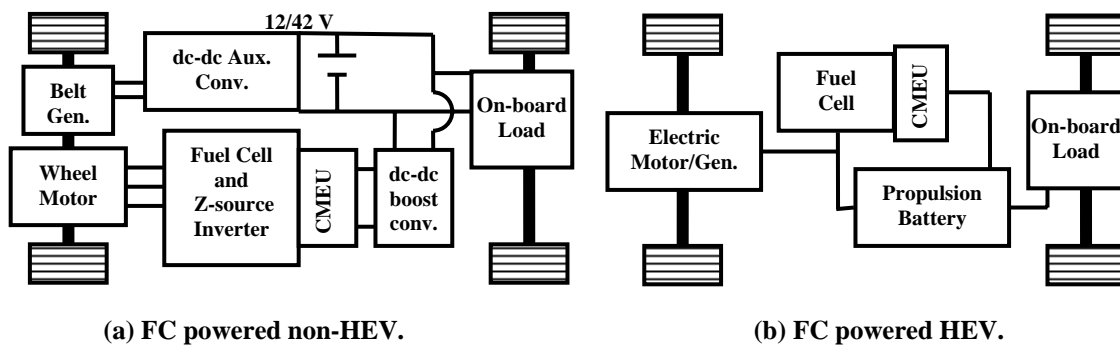 12/42 V
dc-dc Aux.
Conv.
Belt
Gen.
On-board
Load
Wheel
Motor
Fuel Cell
and
Z-source
Inverter
CMEU
dc-dc
boost
conv.
(a) FC powered non-HEV.
Fuel
Cell
CMEU
Electric
Motor/Gen.
On-board
Load
Propulsion
Battery
(b) FC powered HEV.